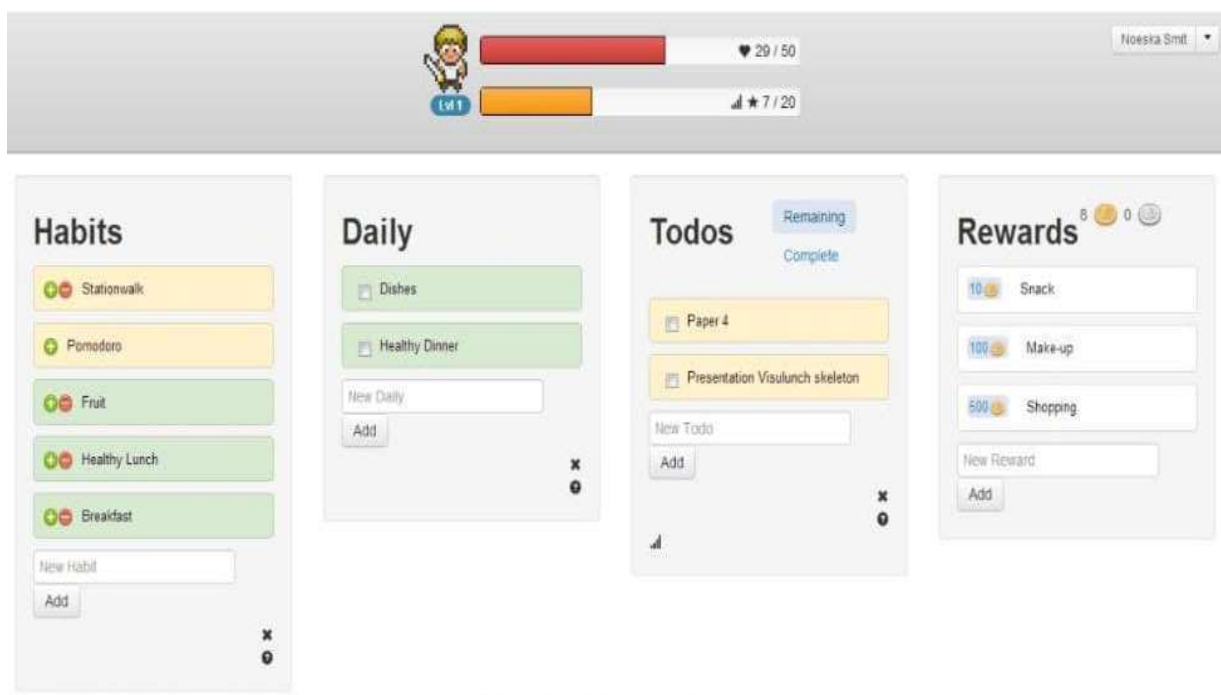 29 / 50
Noeska Smit
Lvl 1
7 / 20
Habits
Stationwalk
Pomodoro
Fruit
Healthy Lunch
Breakfast
New Habit
Add
Daily
Dishes
Healthy Dinner
New Daily
Add
Todos
Remaining
Complete
Paper 4
Presentation Visulunch skeleton
New Todo
Add
Rewards
8 0
10 Snack
100 Make-up
500 Shopping
New Reward
Add